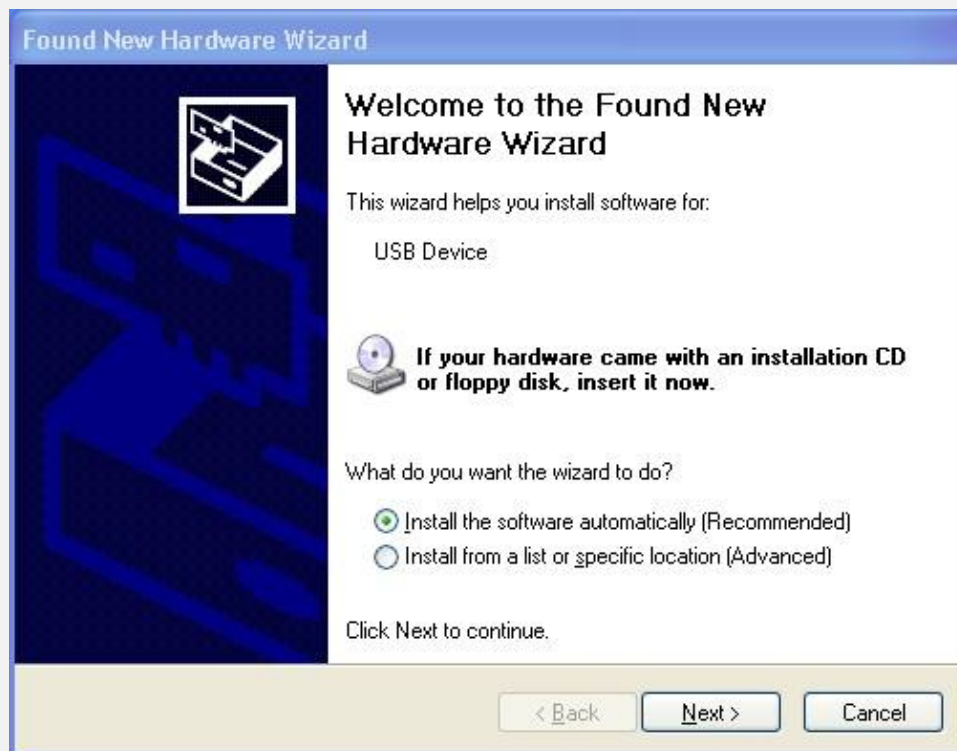 Found New Hardware Wizard
Welcome to the Found New
Hardware Wizard
This wizard helps you install software for:
USB Device
If your hardware came with an installation CD
or floppy disk, insert it now.
What do you want the wizard to do?
Install the software automatically (Recommended)
Install from a list or specific location (Advanced)
Click Next to continue.
< Back Next > Cancel